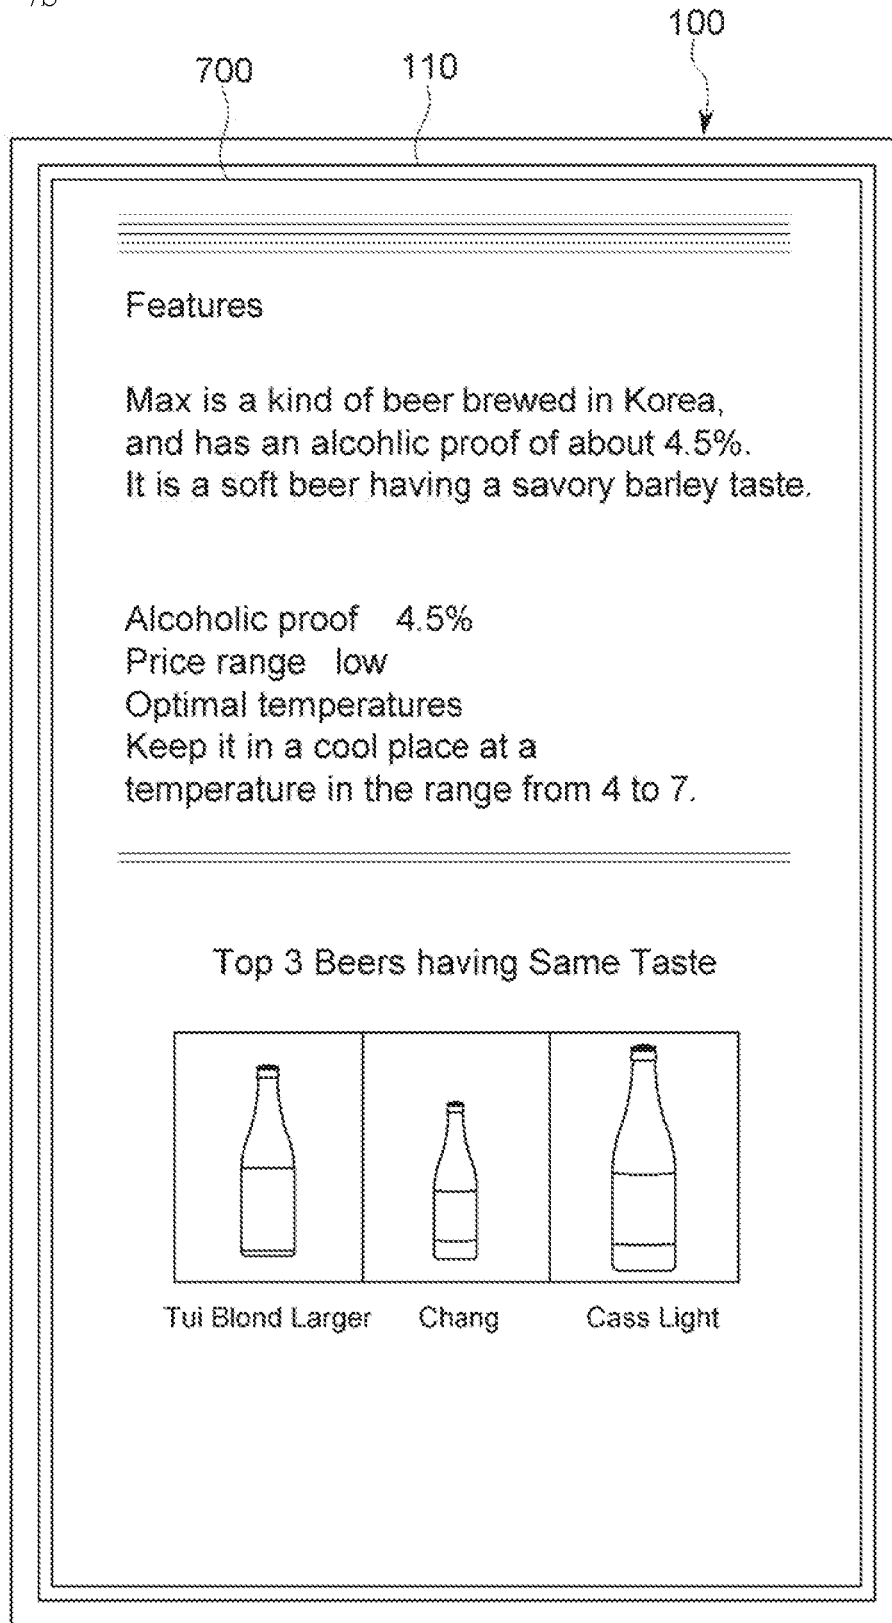 7b
100
700 110
Features
Max is a kind of beer brewed in Korea,
and has an alcohlic proof of about 4.5%.
It is a soft beer having a savory barley taste.
Alcoholic proof 4.5%
Price range low
Optimal temperatures
Keep it in a cool place at a
temperature in the range from 4 to 7.
Top 3 Beers having Same Taste
Tui Blond Larger Chang Cass Light